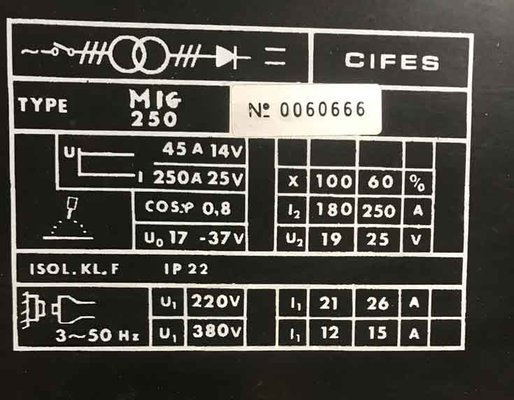 CIFES
TYPE MIG 250 Nº 0060666
U 45 A 14V
I 250A 25V
X 100 60 %
COS.φ 0,8
I2 180 250 A
U0 17 -37V
U2 19 25 V
ISOL. KL. F IP 22
U1 220V I1 21 26 A
3~50 Hz U1 380V I1 12 15 A